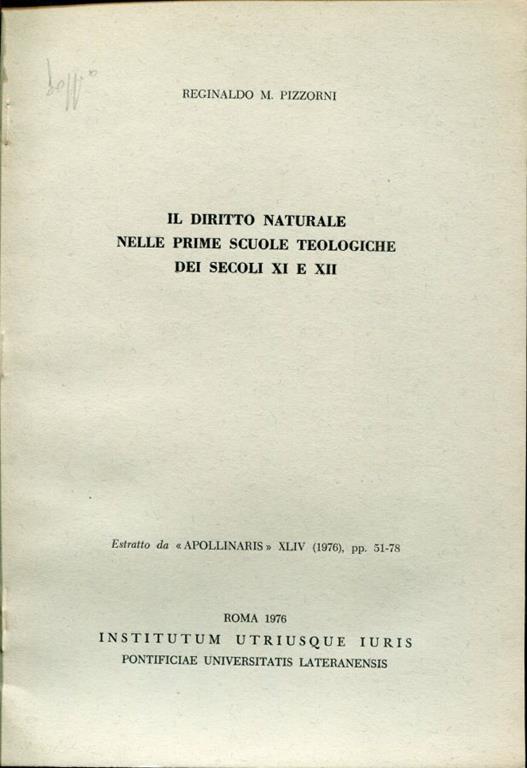 REGINALDO M. PIZZORNI
IL DIRITTO NATURALE
NELLE PRIME SCUOLE TEOLOGICHE
DEI SECOLI XI E XII
Estratto da « APOLLINARIS » XLIV (1976), pp. 51-78
ROMA 1976
INSTITUTUM UTRIUSQUE IURIS
PONTIFICIAE UNIVERSITATIS LATERANENSIS